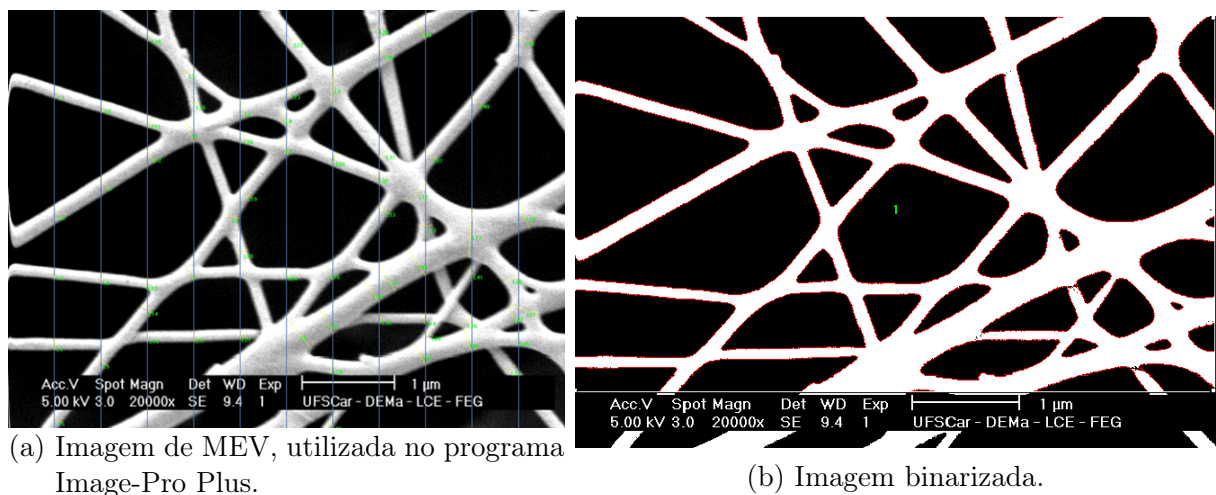 Acc.V Spot Magn Det WD Exp 1 µm
5.00 kV 3.0 20000x SE 9.4 1 UFSCar - DEMa - LCE - FEG
(a) Imagem de MEV, utilizada no programa
Image-Pro Plus.
1
Acc.V Spot Magn Det WD Exp 1 µm
5.00 kV 3.0 20000x SE 9.4 1 UFSCar - DEMa - LCE - FEG
(b) Imagem binarizada.